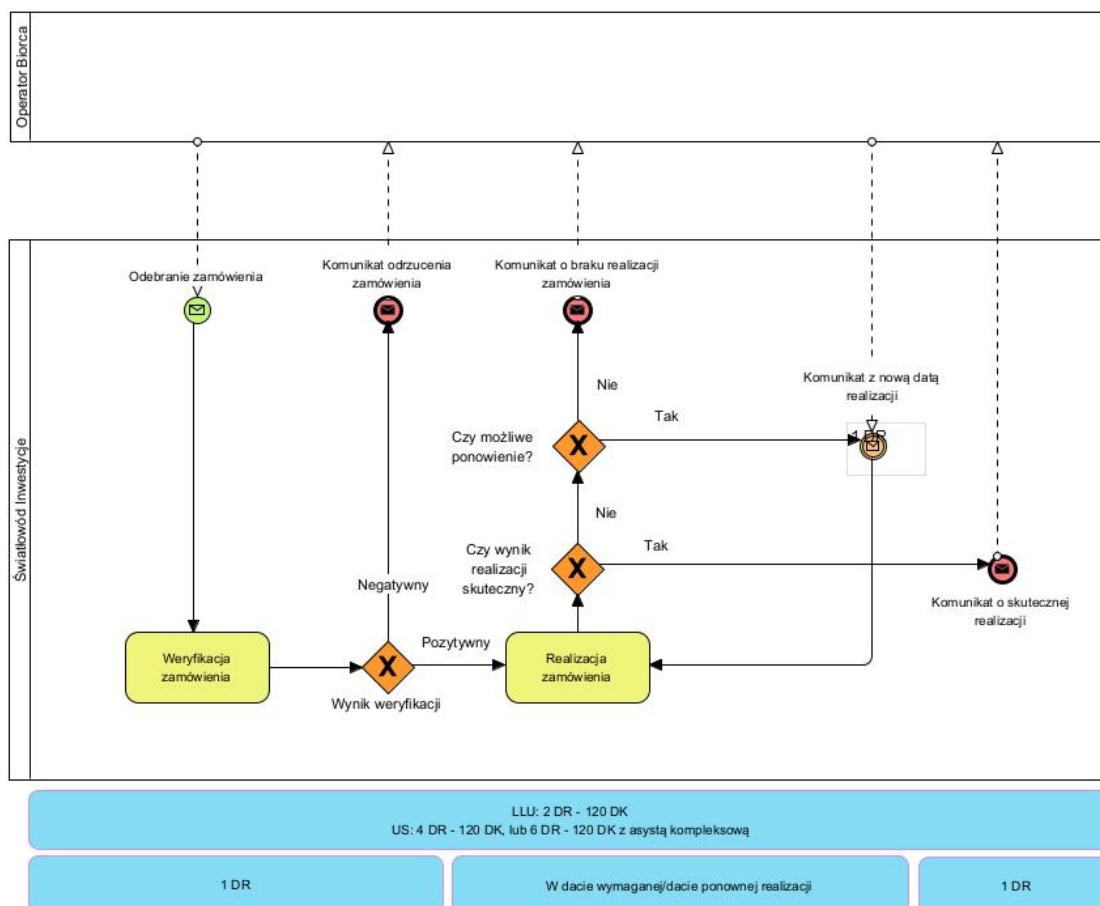 Operator Biorca
Światłowód Inwestycje
Odebranie zamówienia
Komunikat odrzucenia
zamówienia
Komunikat o braku realizacji
zamówienia
Komunikat z nową datą
realizacji
Nie
Tak
Czy możliwe
ponowienie?
1 DR
Nie
Czy wynik
realizacji
skuteczny?
Tak
Negatywny
Komunikat o skutecznej
realizacji
Weryfikacja
zamówienia
Pozytywny
Realizacja
zamówienia
Wynik weryfikacji
LLU: 2 DR - 120 DK
US: 4 DR - 120 DK, lub 6 DR - 120 DK z asystą kompleksową
1 DR
W dacie wymaganej/dacie ponownej realizacji
1 DR